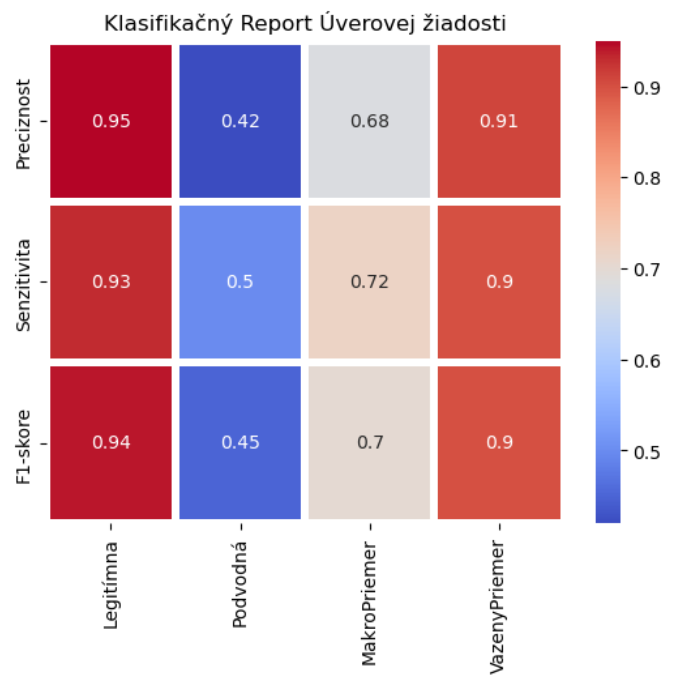 Klasifikačný Report Úverovej žiadosti
Preciznost
0.95 0.42 0.68 0.91
Senzitivita
0.93 0.5 0.72 0.9
F1-skore
0.94 0.45 0.7 0.9
Legitímna
Podvodná
MakroPriemer
VazenyPriemer
0.9
0.8
0.7
0.6
0.5